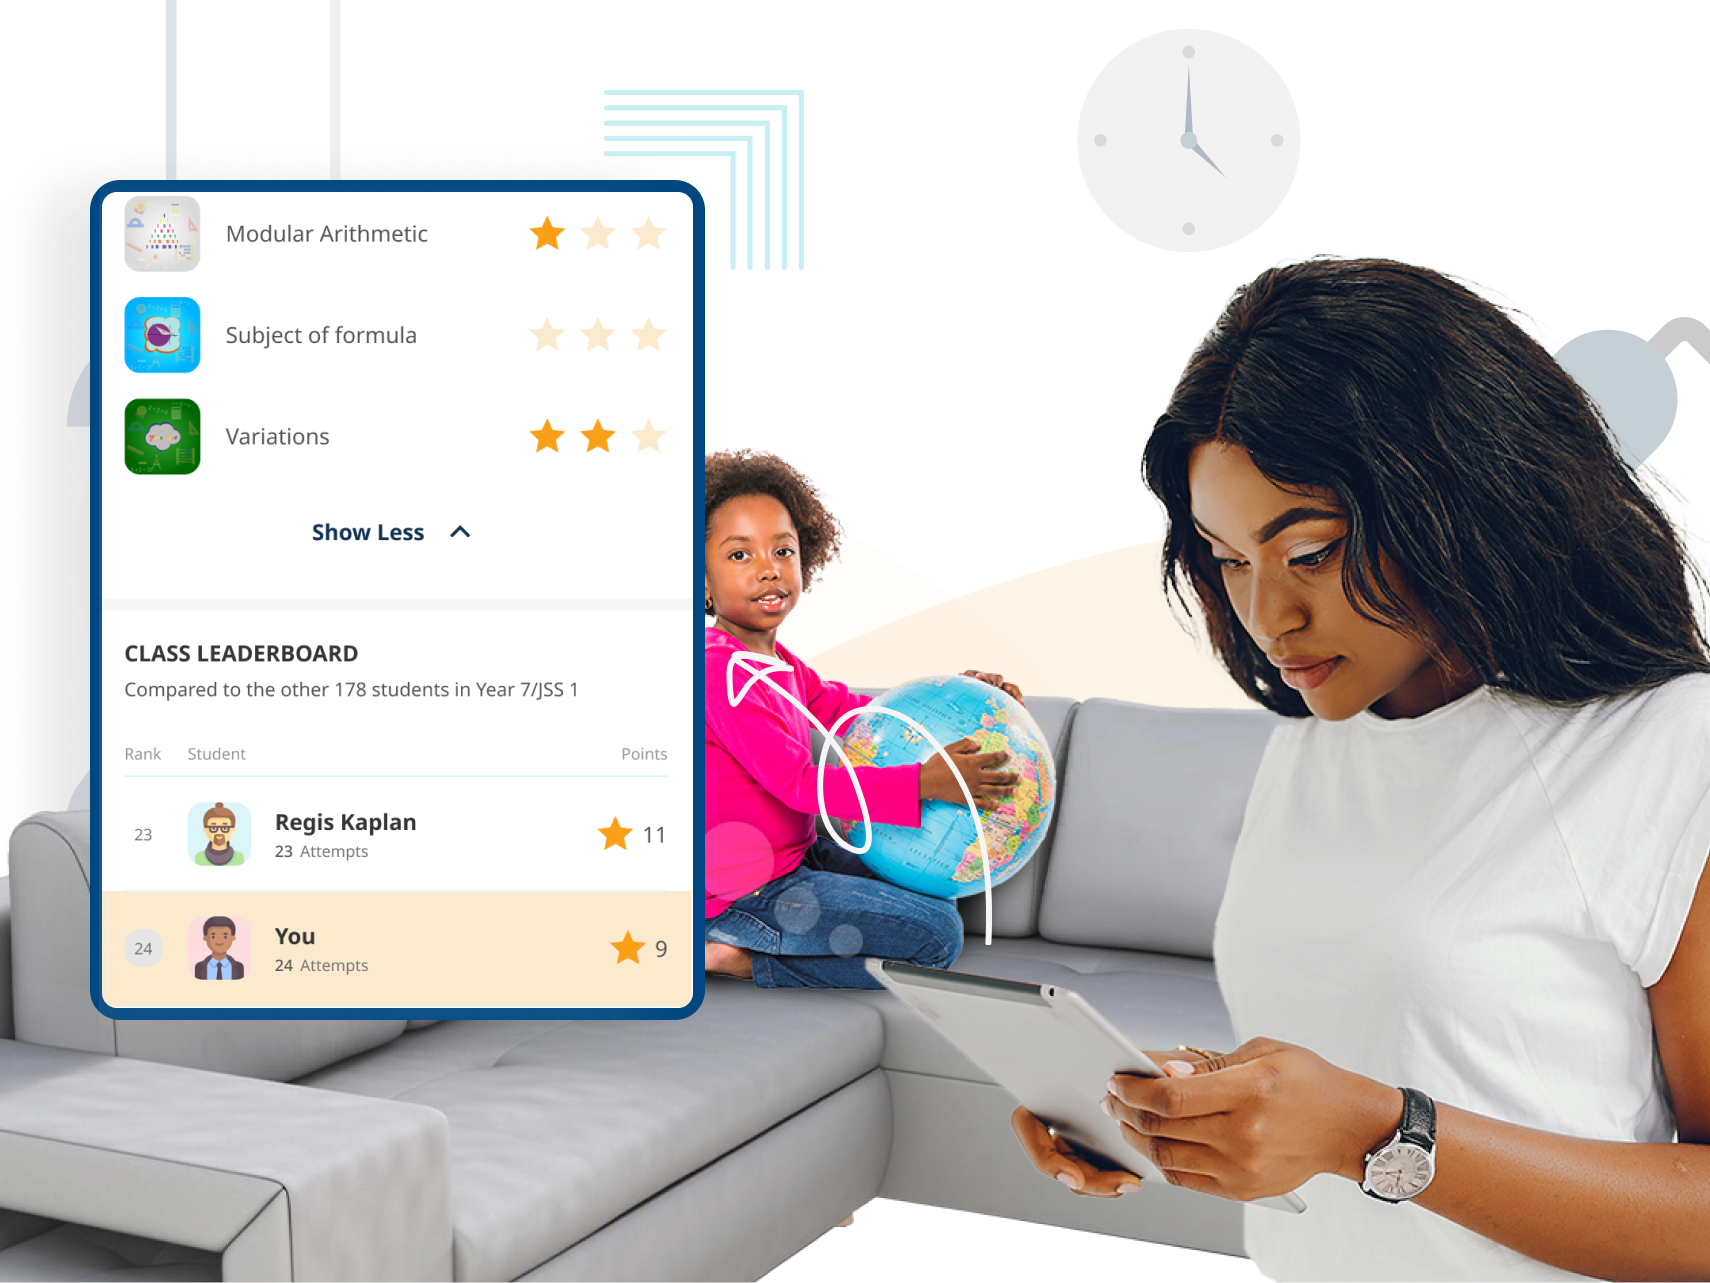 Modular Arithmetic
Subject of formula
Variations
Show Less
CLASS LEADERBOARD
Compared to the other 178 students in Year 7/JSS 1
Rank Student Points
23 Regis Kaplan 11
23 Attempts
24 You 9
24 Attempts